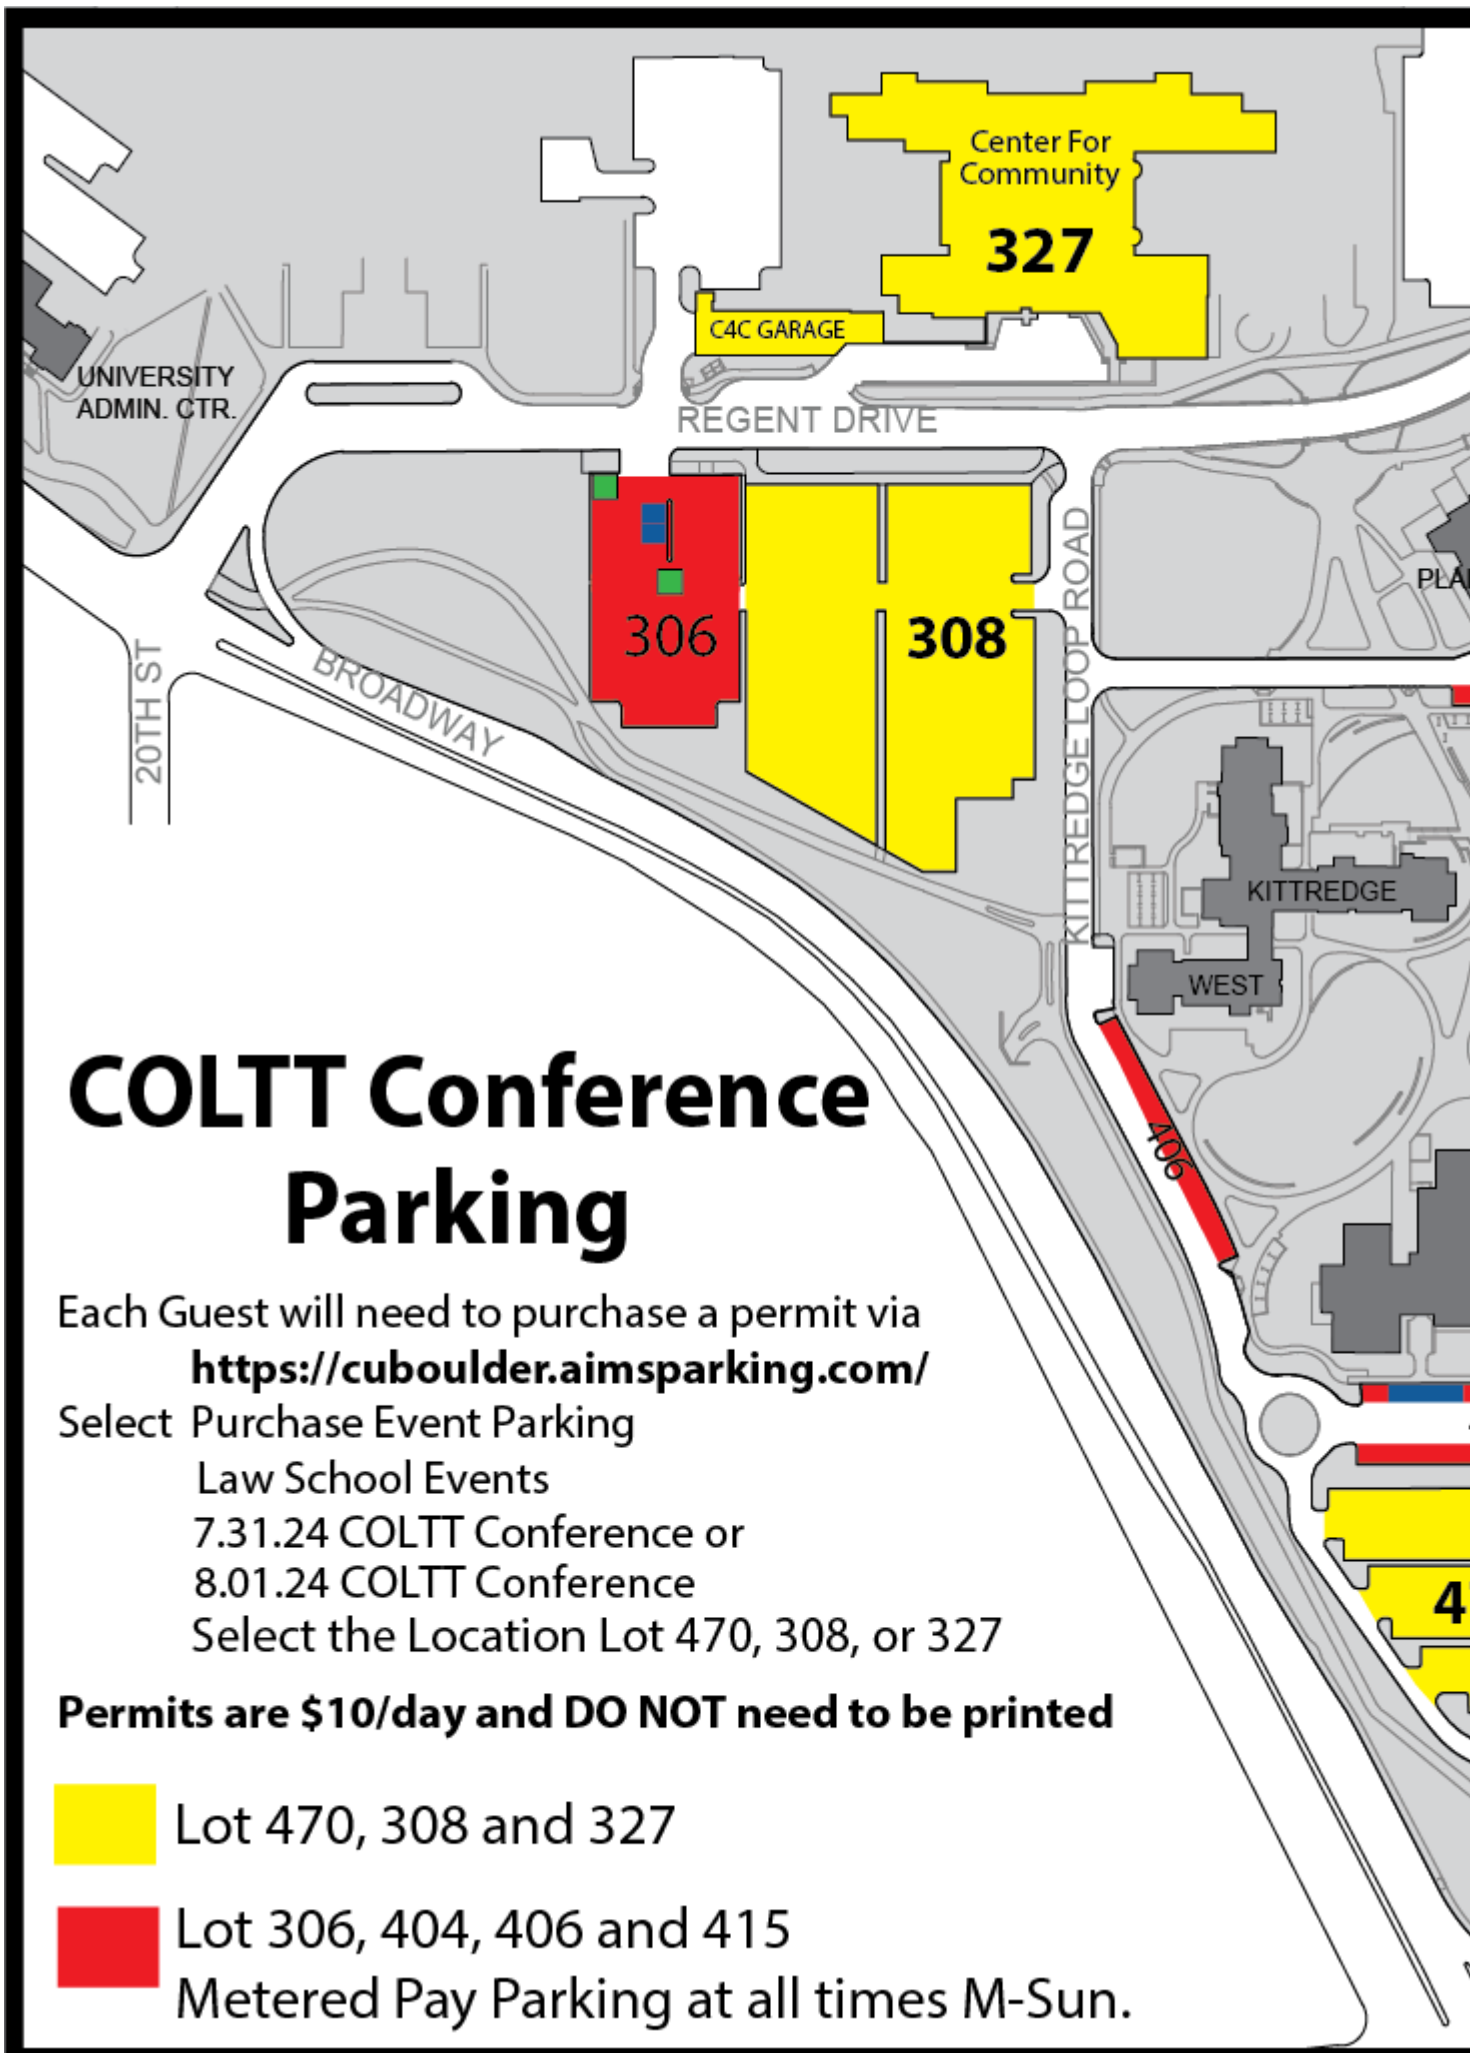 Center For
Community
327
C4C GARAGE
UNIVERSITY
ADMIN. CTR.
REGENT DRIVE
306
308
KITTREDGE LOOP ROAD
20TH ST
BROADWAY
KITTREDGE
WEST
406
COLTT Conference
Parking
Each Guest will need to purchase a permit via
https://cuboulder.aimsparking.com/
Select Purchase Event Parking
Law School Events
7.31.24 COLTT Conference or
8.01.24 COLTT Conference
Select the Location Lot 470, 308, or 327
Permits are $10/day and DO NOT need to be printed
Lot 470, 308 and 327
Lot 306, 404, 406 and 415
Metered Pay Parking at all times M-Sun.